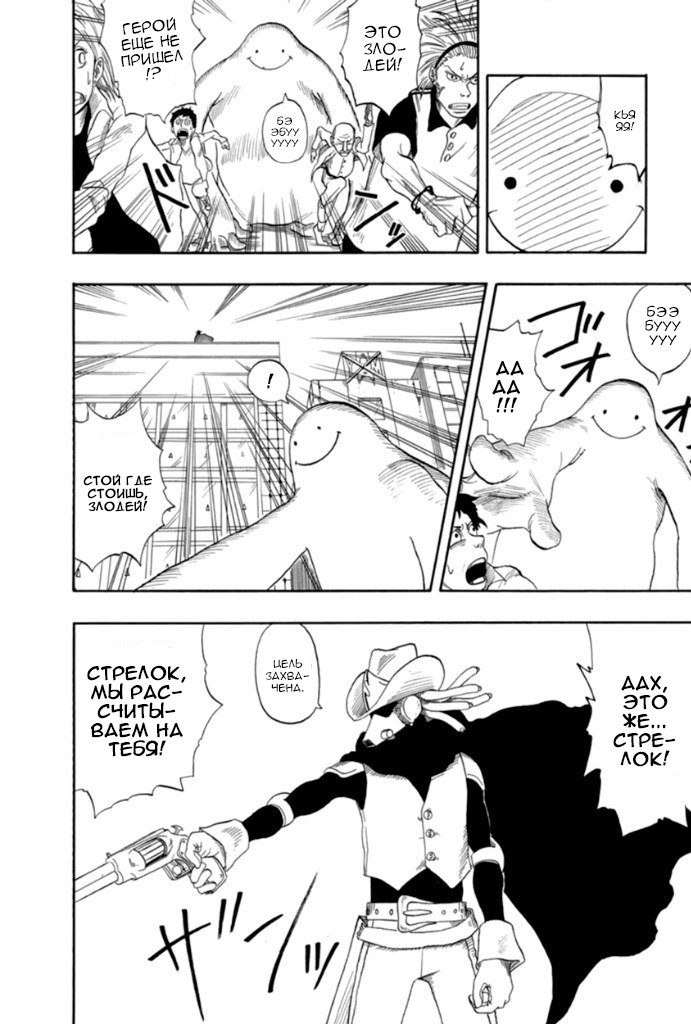 КЬЯ
ЯЯ!
ЭТО
ЗЛО-
ДЕЙ!
БЭ
ЭБУУ
УУУУ
ГЕРОЙ
ЕЩЕ НЕ
ПРИШЕЛ
!?
БЭЭ
БУУУ
УУУ
АА
АА
!!!
!
СТОЙ ГДЕ
СТОИШЬ,
ЗЛОДЕЙ!
ААХ,
ЭТО
ЖЕ...
СТРЕ-
ЛОК!
ЦЕЛЬ
ЗАХВА-
ЧЕНА.
СТРЕЛОК,
МЫ РАС-
СЧИТЫ-
ВАЕМ НА
ТЕБЯ!